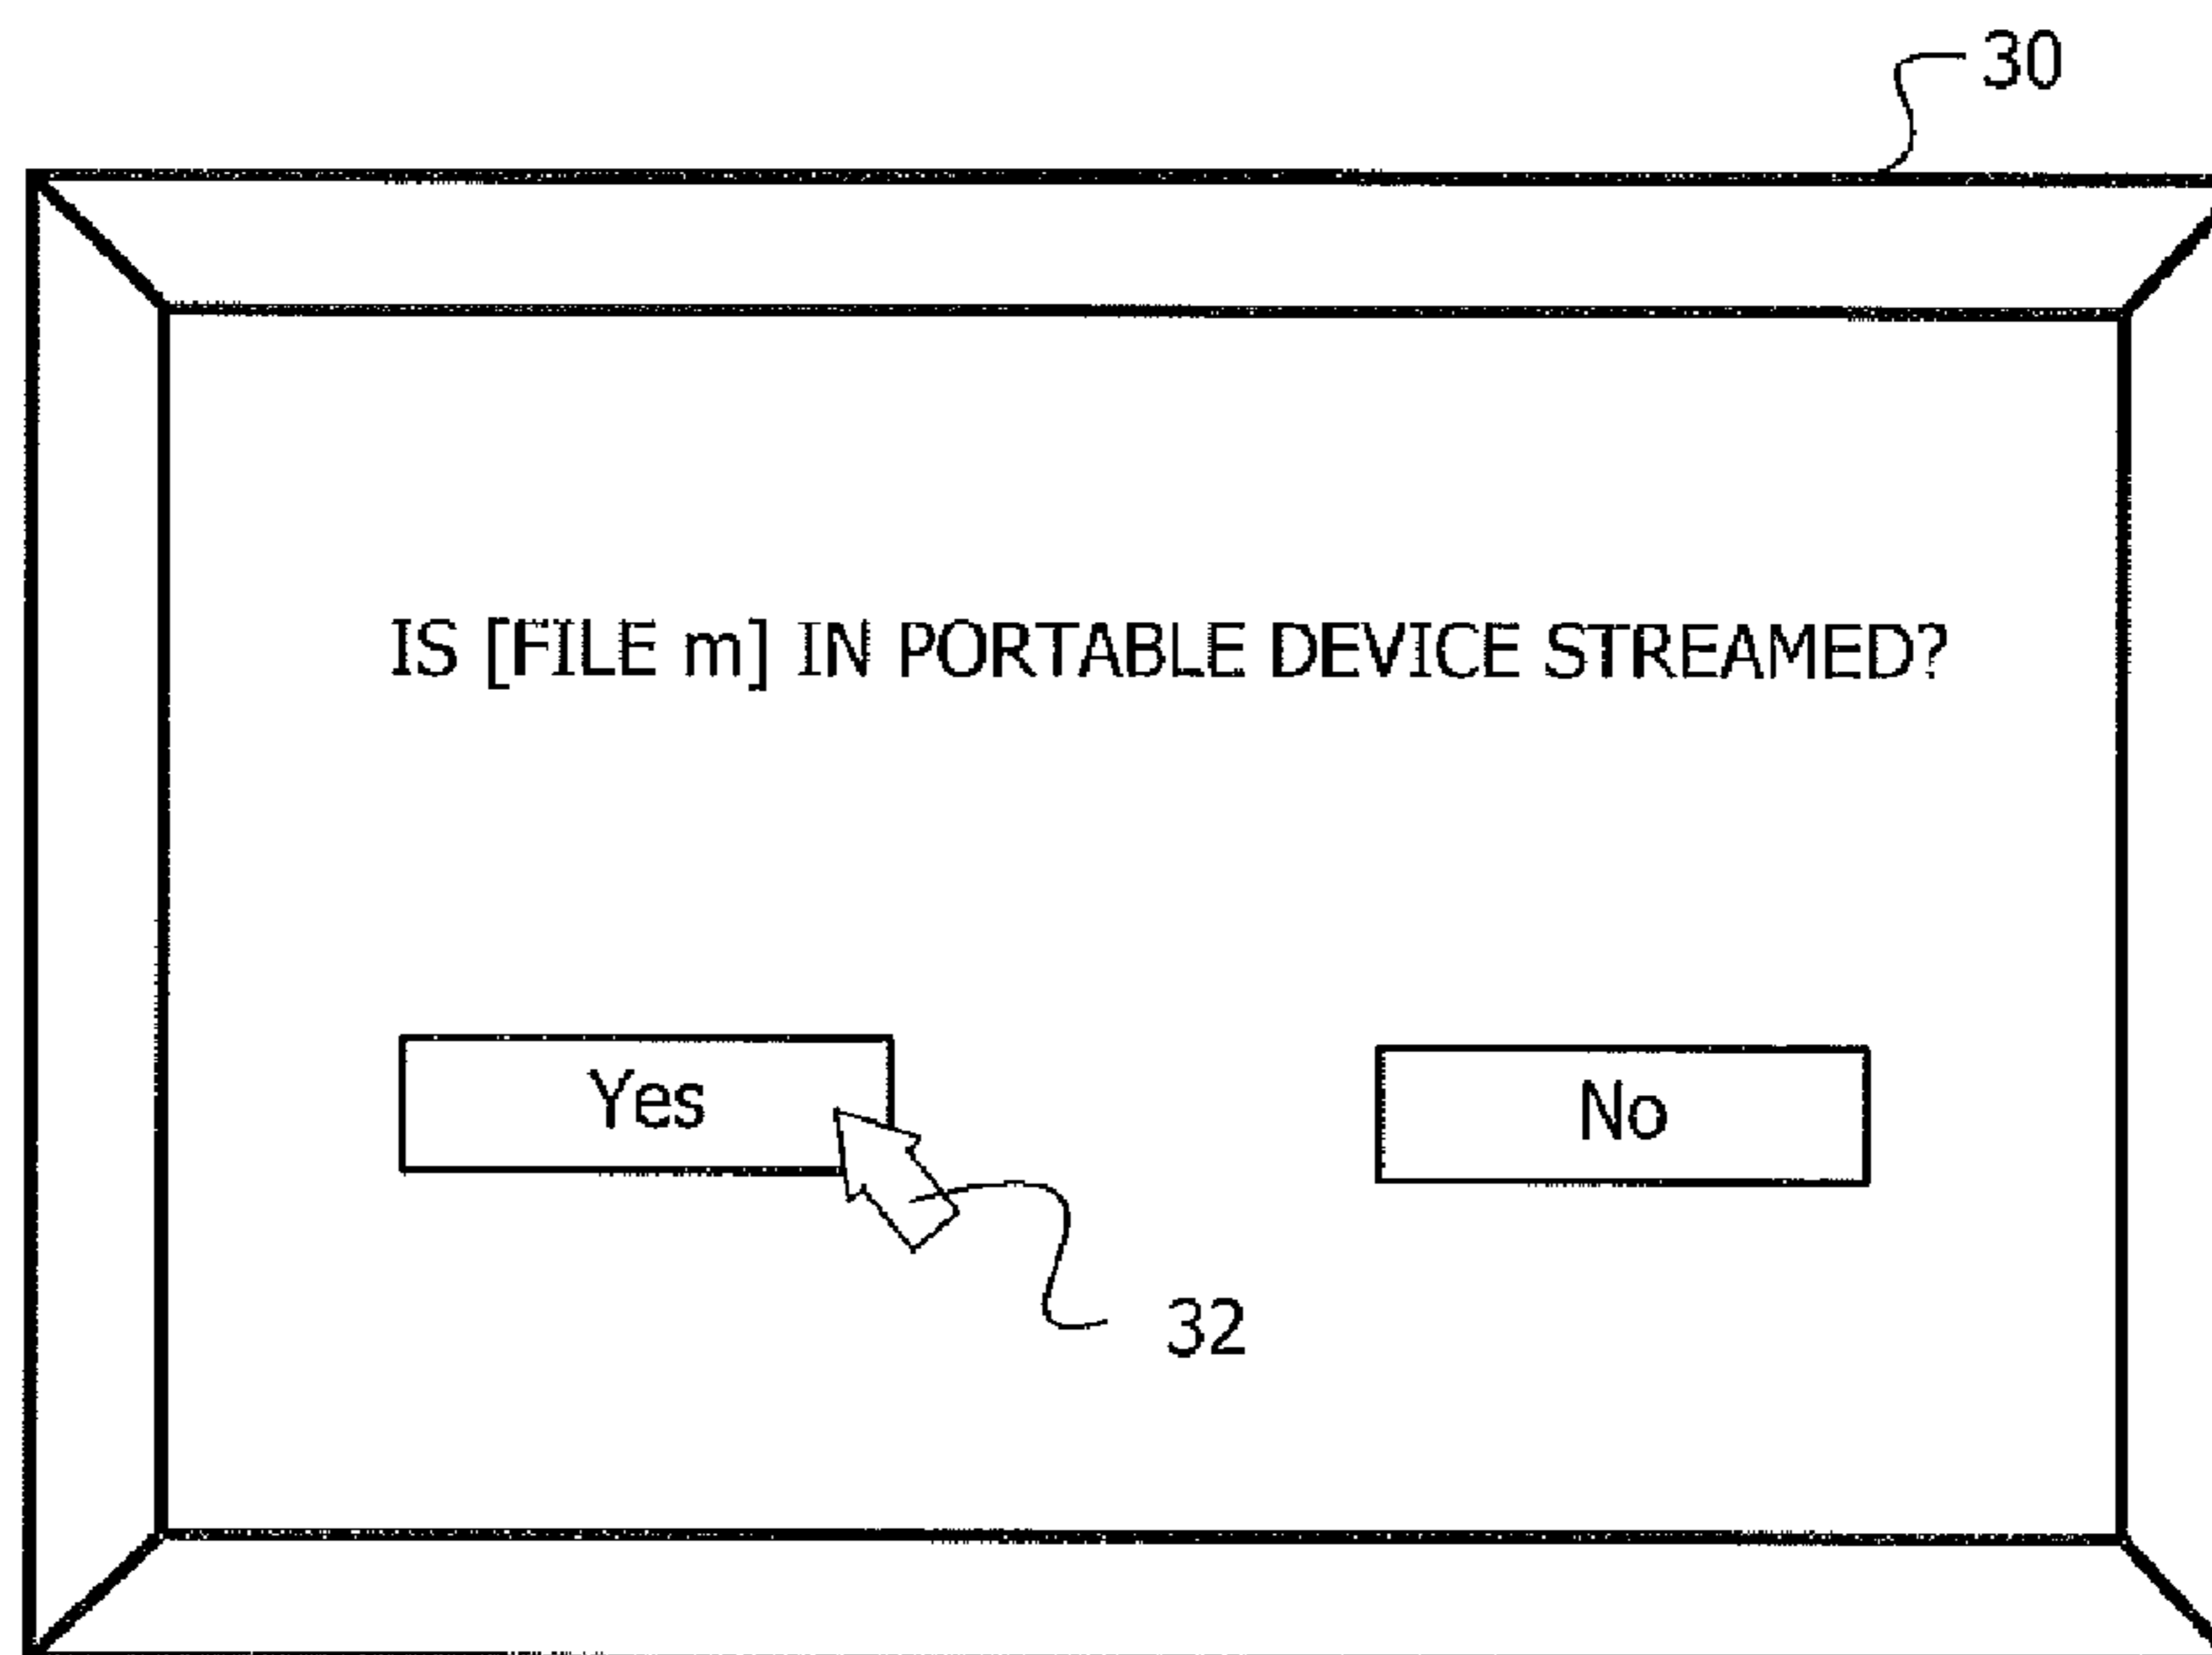 30
IS [FILE m] IN PORTABLE DEVICE STREAMED?
Yes No
32